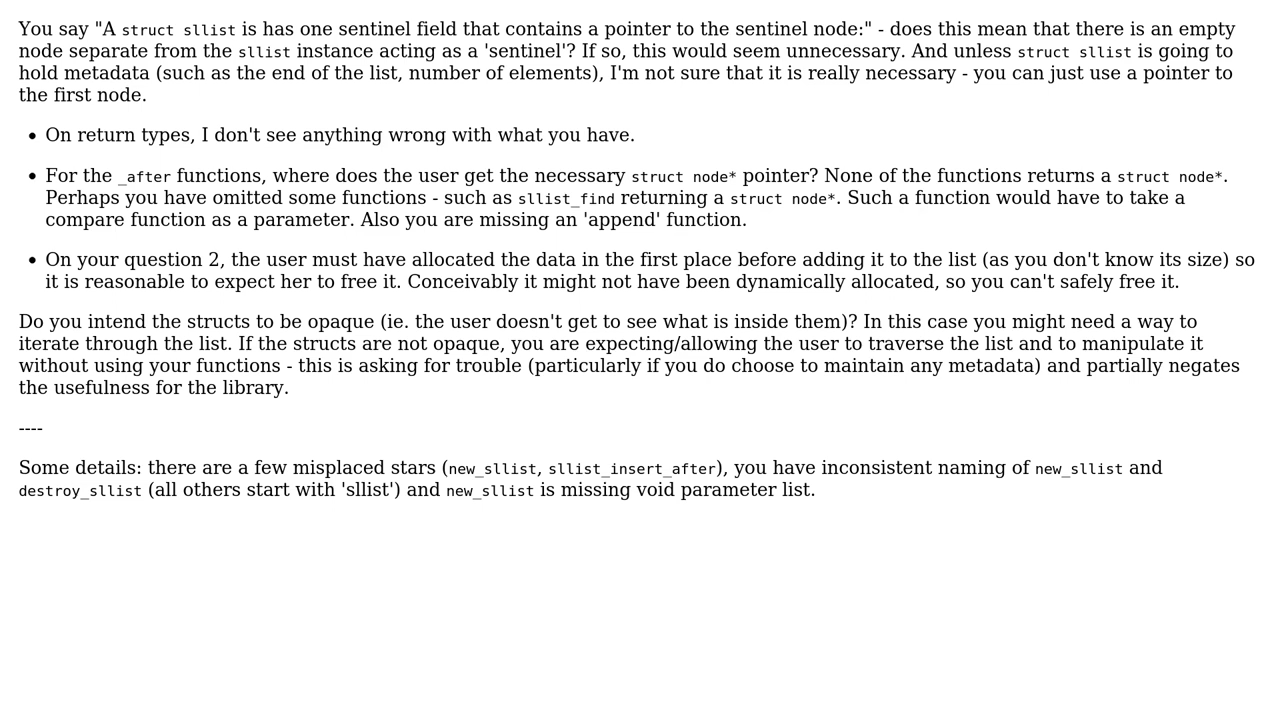 You say "A struct sllist is has one sentinel field that contains a pointer to the sentinel node:" - does this mean that there is an empty
node separate from the sllist instance acting as a 'sentinel'? If so, this would seem unnecessary. And unless struct sllist is going to
hold metadata (such as the end of the list, number of elements), I'm not sure that it is really necessary - you can just use a pointer to
the first node.
• On return types, I don't see anything wrong with what you have.
• For the _after functions, where does the user get the necessary struct node* pointer? None of the functions returns a struct node*.
Perhaps you have omitted some functions - such as sllist_find returning a struct node*. Such a function would have to take a
compare function as a parameter. Also you are missing an 'append' function.
• On your question 2, the user must have allocated the data in the first place before adding it to the list (as you don't know its size) so
it is reasonable to expect her to free it. Conceivably it might not have been dynamically allocated, so you can't safely free it.
Do you intend the structs to be opaque (ie. the user doesn't get to see what is inside them)? In this case you might need a way to
iterate through the list. If the structs are not opaque, you are expecting/allowing the user to traverse the list and to manipulate it
without using your functions - this is asking for trouble (particularly if you do choose to maintain any metadata) and partially negates
the usefulness for the library.
----
Some details: there are a few misplaced stars (new_sllist, sllist_insert_after), you have inconsistent naming of new_sllist and
destroy_sllist (all others start with 'sllist') and new_sllist is missing void parameter list.